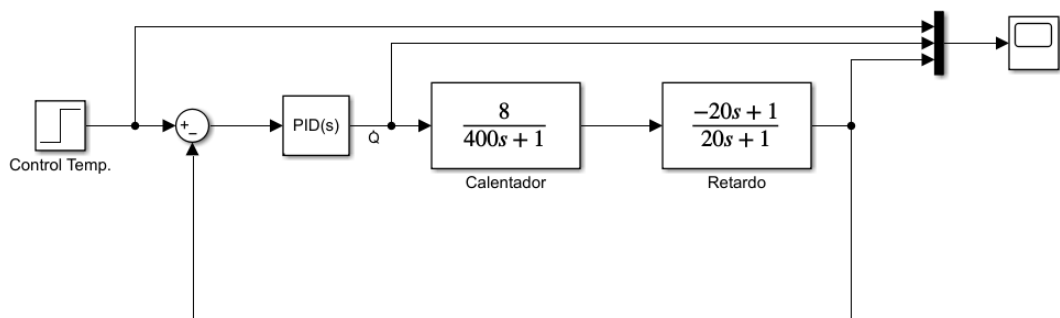 +
−
PID(s)
Q̇
8
400s + 1
−20s + 1
20s + 1
Control Temp.
Calentador
Retardo